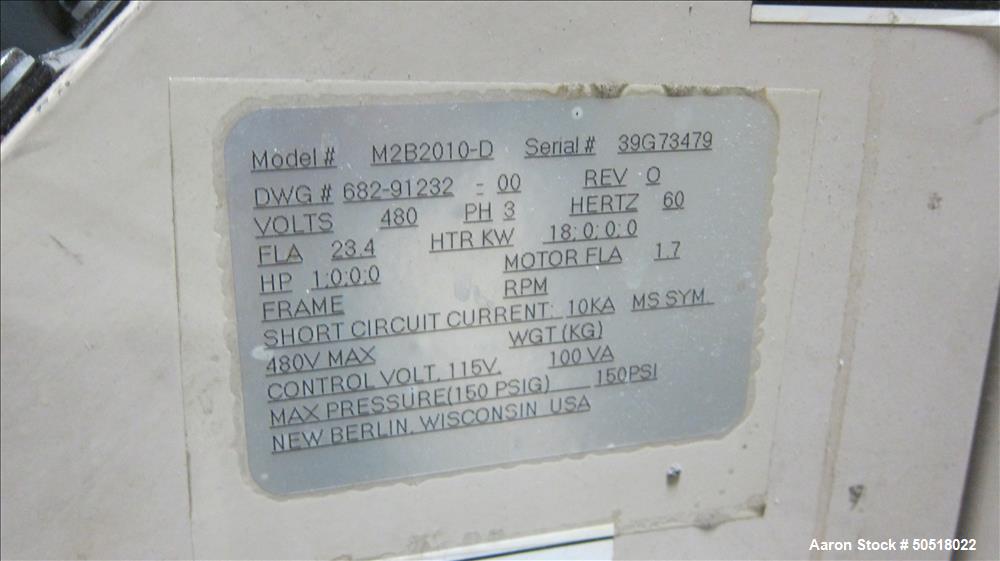 Model # M2B2010-D Serial # 39G73479
DWG # 682-91232 - 00 REV O
VOLTS 480 PH 3 HERTZ 60
FLA 23.4 HTR KW 18;0;0;0
HP 1;0;0;0 MOTOR FLA 1.7
FRAME RPM
SHORT CIRCUIT CURRENT: 10KA MS SYM
480V MAX WGT (KG)
CONTROL VOLT. 115V. 100 VA
MAX PRESSURE(150 PSIG) 150PSI
NEW BERLIN, WISCONSIN USA
Aaron Stock # 50518022